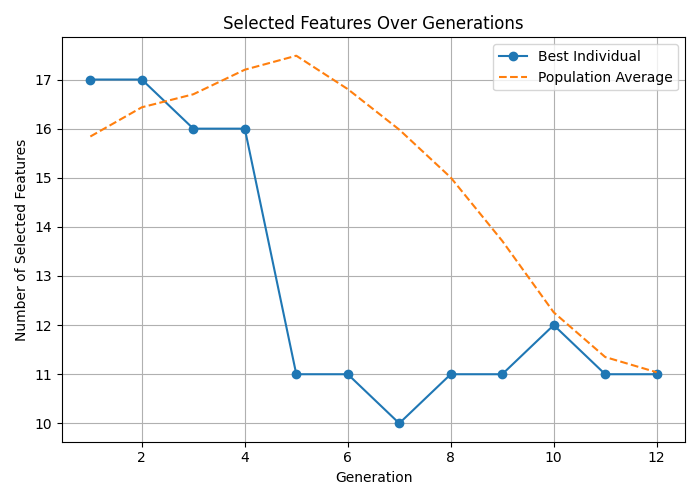 Selected Features Over Generations
Best Individual
Population Average
Number of Selected Features
17
16
15
14
13
12
11
10
2 4 6 8 10 12
Generation